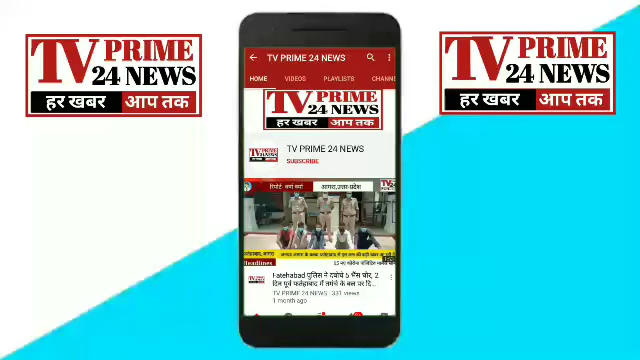 TV PRIME
24 NEWS
हर खबर आप तक
TV PRIME
24 NEWS
हर खबर आप तक
TV PRIME 24 NEWS
HOME VIDEOS PLAYLISTS CHANN
TV PRIME
24 NEWS
हर खबर आप तक
TV PRIME 24 NEWS
SUBSCRIBE
रिपोर्ट- वर्षा वर्मा आगरा,उत्तर-प्रदेश
Headlines
Fatehabad पुलिस ने दबोचे 5 भैंस चोर, 2
दिन पूर्व फतेहाबाद में तमंचे के बल पर दि...
TV PRIME 24 NEWS · 331 views
1 month ago